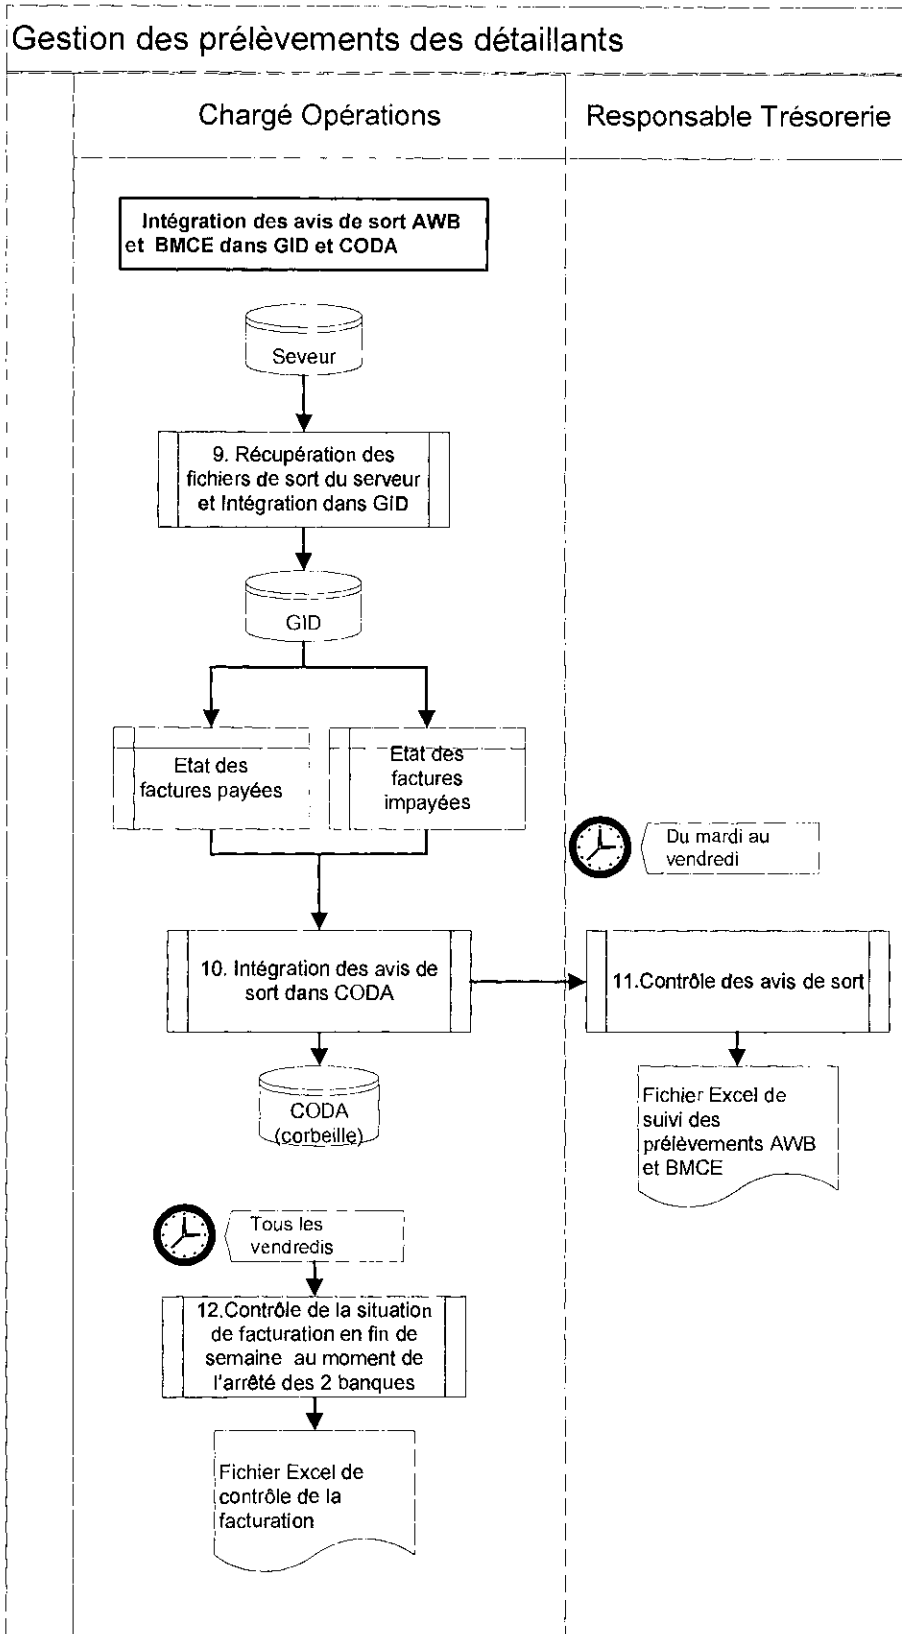 Gestion des prélèvements des détaillants
Chargé Opérations
Responsable Trésorerie
Intégration des avis de sort AWB
et BMCE dans GID et CODA
Seveur
9. Récupération des
fichiers de sort du serveur
et Intégration dans GID
GID
Etat des
factures payées
Etat des
factures
impayées
Du mardi au
vendredi
10. Intégration des avis de
sort dans CODA
11.Contrôle des avis de sort
CODA
(corbeille)
Fichier Excel de
suivi des
prélèvements AWB
et BMCE
Tous les
vendredis
12.Contrôle de la situation
de facturation en fin de
semaine au moment de
l'arrêté des 2 banques
Fichier Excel de
contrôle de la
facturation